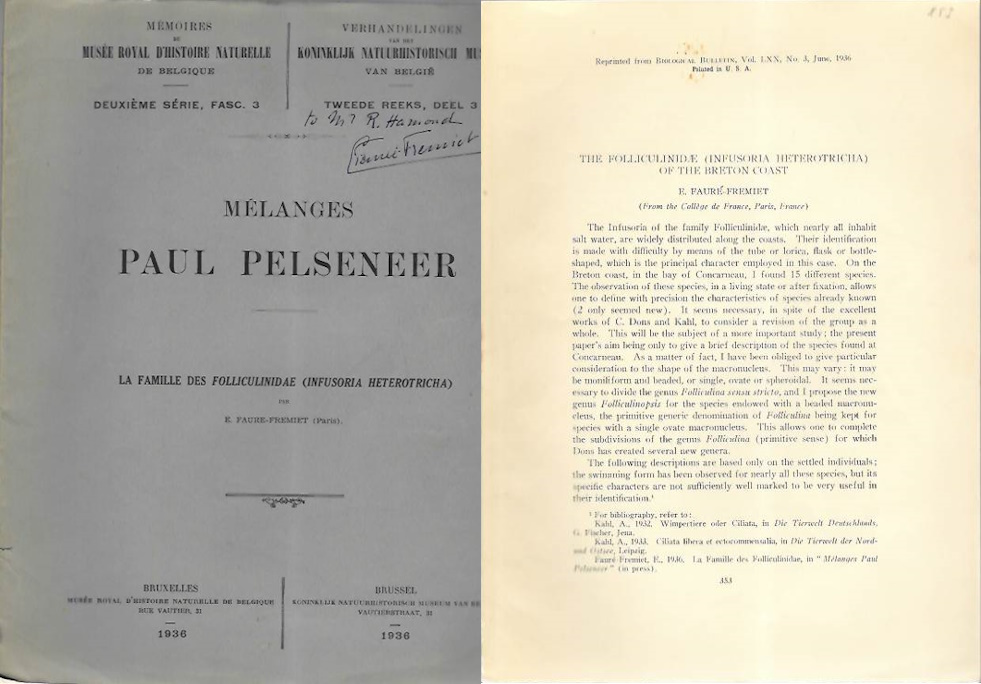 MÉMOIRES
DU
MUSÉE ROYAL D'HISTOIRE NATURELLE
DE BELGIQUE
DEUXIÈME SÉRIE, FASC. 3
VERHANDELINGEN
VAN HET
KONINKLIJK NATUURHISTORISCH MU
VAN BELGIË
TWEEDE REEKS, DEEL 3
to Mr R. Hamond
Fauré-Fremiet
MÉLANGES
PAUL PELSENEER
LA FAMILLE DES FOLLICULINIDAE (INFUSORIA HETEROTRICHA)
PAR
E. FAURE-FREMIET (Paris).
BRUXELLES
MUSÉE ROYAL D'HISTOIRE NATURELLE DE BELGIQUE
RUE VAUTIER, 31
1936
BRUSSEL
KONINKLIJK NATUURHISTORISCH MUSEUM VAN BE
VAUTIERSTRAAT, 31
1936
853
Reprinted from BIOLOGICAL BULLETIN, Vol. LXX, No. 3, June, 1936
Printed in U. S. A.
THE FOLLICULINIDÆ (INFUSORIA HETEROTRICHA)
OF THE BRETON COAST
E. FAURÉ-FREMIET
(From the Collège de France, Paris, France)
The Infusoria of the family Folliculinidæ, which nearly all inhabit
salt water, are widely distributed along the coasts. Their identification
is made with difficulty by means of the tube or lorica, flask or bottle-
shaped, which is the principal character employed in this case. On the
Breton coast, in the bay of Concarneau, I found 15 different species.
The observation of these species, in a living state or after fixation, allows
one to define with precision the characteristics of species already known
(2 only seemed new). It seems necessary, in spite of the excellent
works of C. Dons and Kahl, to consider a revision of the group as a
whole. This will be the subject of a more important study; the present
paper's aim being only to give a brief description of the species found at
Concarneau. As a matter of fact, I have been obliged to give particular
consideration to the shape of the macronucleus. This may vary: it may
be moniliform and beaded, or single, ovate or spheroidal. It seems nec-
essary to divide the genus Folliculina sensu stricto, and I propose the new
genus Folliculinopsis for the species endowed with a beaded macronu-
cleus, the primitive generic denomination of Folliculina being kept for
species with a single ovate macronucleus. This allows one to complete
the subdivisions of the genus Folliculina (primitive sense) for which
Dons has created several new genera.
The following descriptions are based only on the settled individuals;
the swimming form has been observed for nearly all these species, but its
specific characters are not sufficiently well marked to be very useful in
their identification.¹
¹ For bibliography, refer to:
Kahl, A., 1932. Wimpertiere oder Ciliata, in Die Tierwelt Deutschlands,
G. Fischer, Jena.
Kahl, A., 1933. Ciliata libera et ectocommensalia, in Die Tierwelt der Nord-
und Ostsee, Leipzig.
Fauré-Fremiet, E., 1936. La Famille des Folliculinidae, in "Mélanges Paul
Pelseneer" (in press).
353